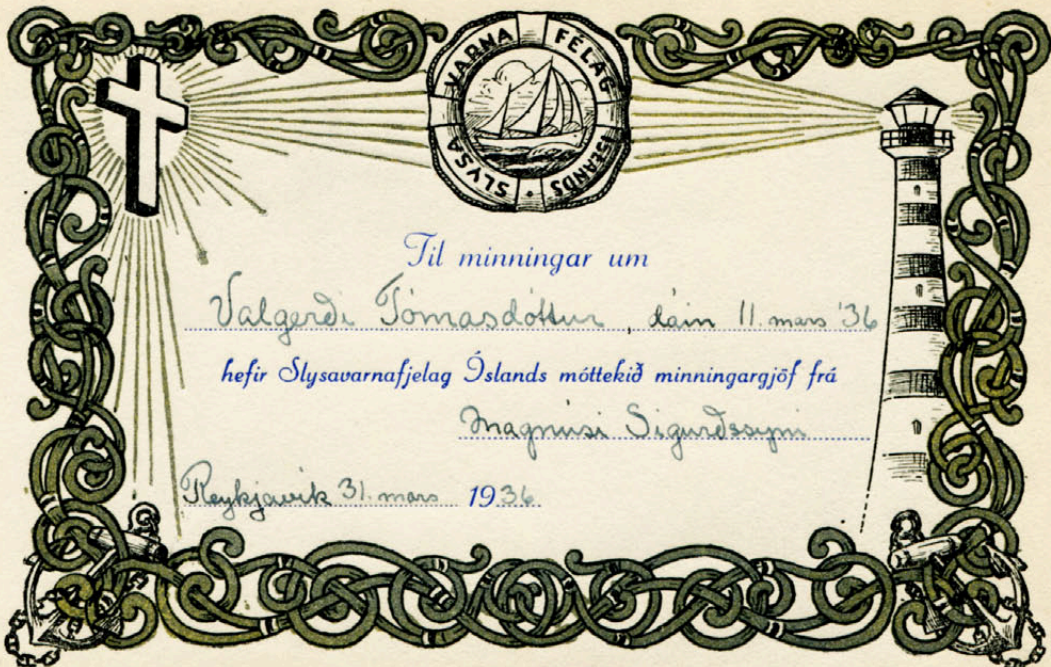 SLYSAVARNAFÉLAG ÍSLANDS
Til minningar um
Valgerði Tómasdóttur, dáin 11. mars '36
hefir Slysavarnafjelag Íslands móttekið minningargjöf frá
Magnúsi Sigurðssyni
Reykjavík 31. mars 1936